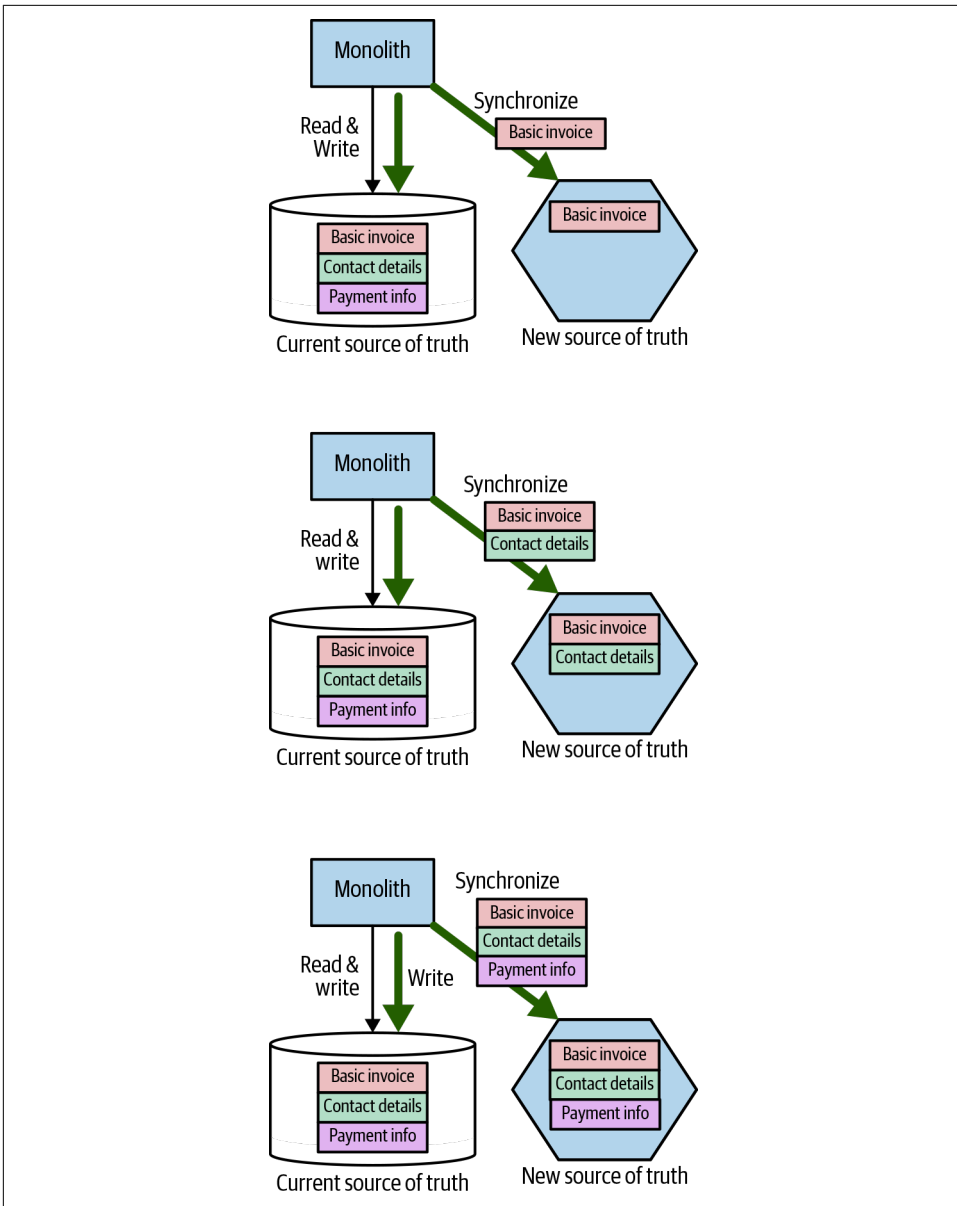 Monolith
Synchronize
Basic invoice
Read &
Write
Basic invoice
Basic invoice
Contact details
Payment info
Current source of truth
New source of truth
Monolith
Synchronize
Basic invoice
Contact details
Read &
write
Basic invoice
Contact details
Basic invoice
Contact details
Payment info
Current source of truth
New source of truth
Monolith
Synchronize
Basic invoice
Contact details
Payment info
Read &
write
Write
Basic invoice
Contact details
Payment info
Basic invoice
Contact details
Payment info
Current source of truth
New source of truth